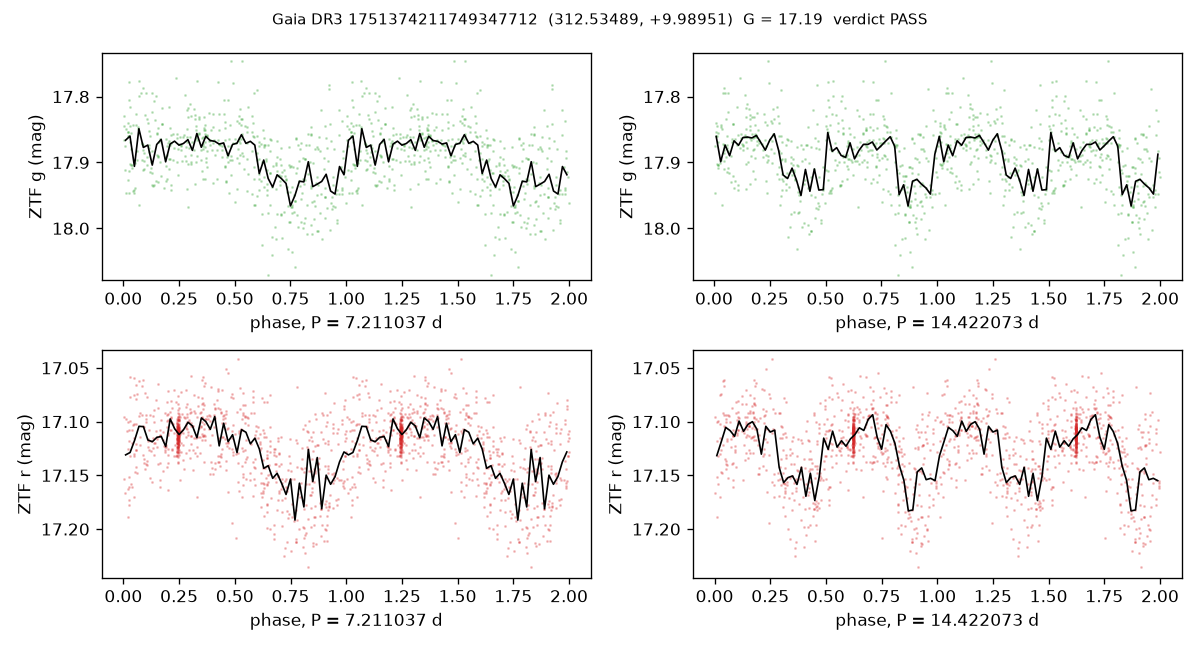 Gaia DR3 1751374211749347712 (312.53489, +9.98951) G = 17.19 verdict PASS
ZTF g (mag)
17.8
17.9
18.0
0.00 0.25 0.50 0.75 1.00 1.25 1.50 1.75 2.00
phase, P = 7.211037 d
ZTF g (mag)
17.8
17.9
18.0
0.00 0.25 0.50 0.75 1.00 1.25 1.50 1.75 2.00
phase, P = 14.422073 d
ZTF r (mag)
17.05
17.10
17.15
17.20
0.00 0.25 0.50 0.75 1.00 1.25 1.50 1.75 2.00
phase, P = 7.211037 d
ZTF r (mag)
17.05
17.10
17.15
17.20
0.00 0.25 0.50 0.75 1.00 1.25 1.50 1.75 2.00
phase, P = 14.422073 d